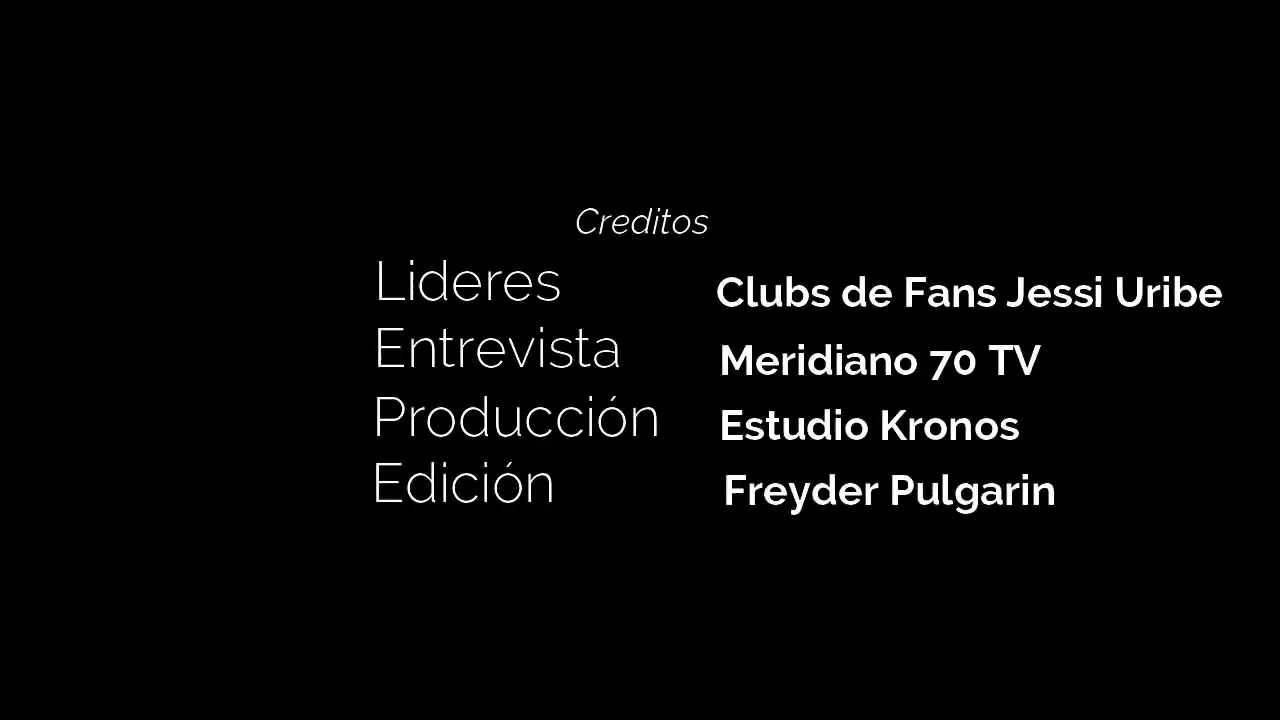 Creditos
Lideres Clubs de Fans Jessi Uribe
Entrevista Meridiano 70 TV
Producción Estudio Kronos
Edición Freyder Pulgarin